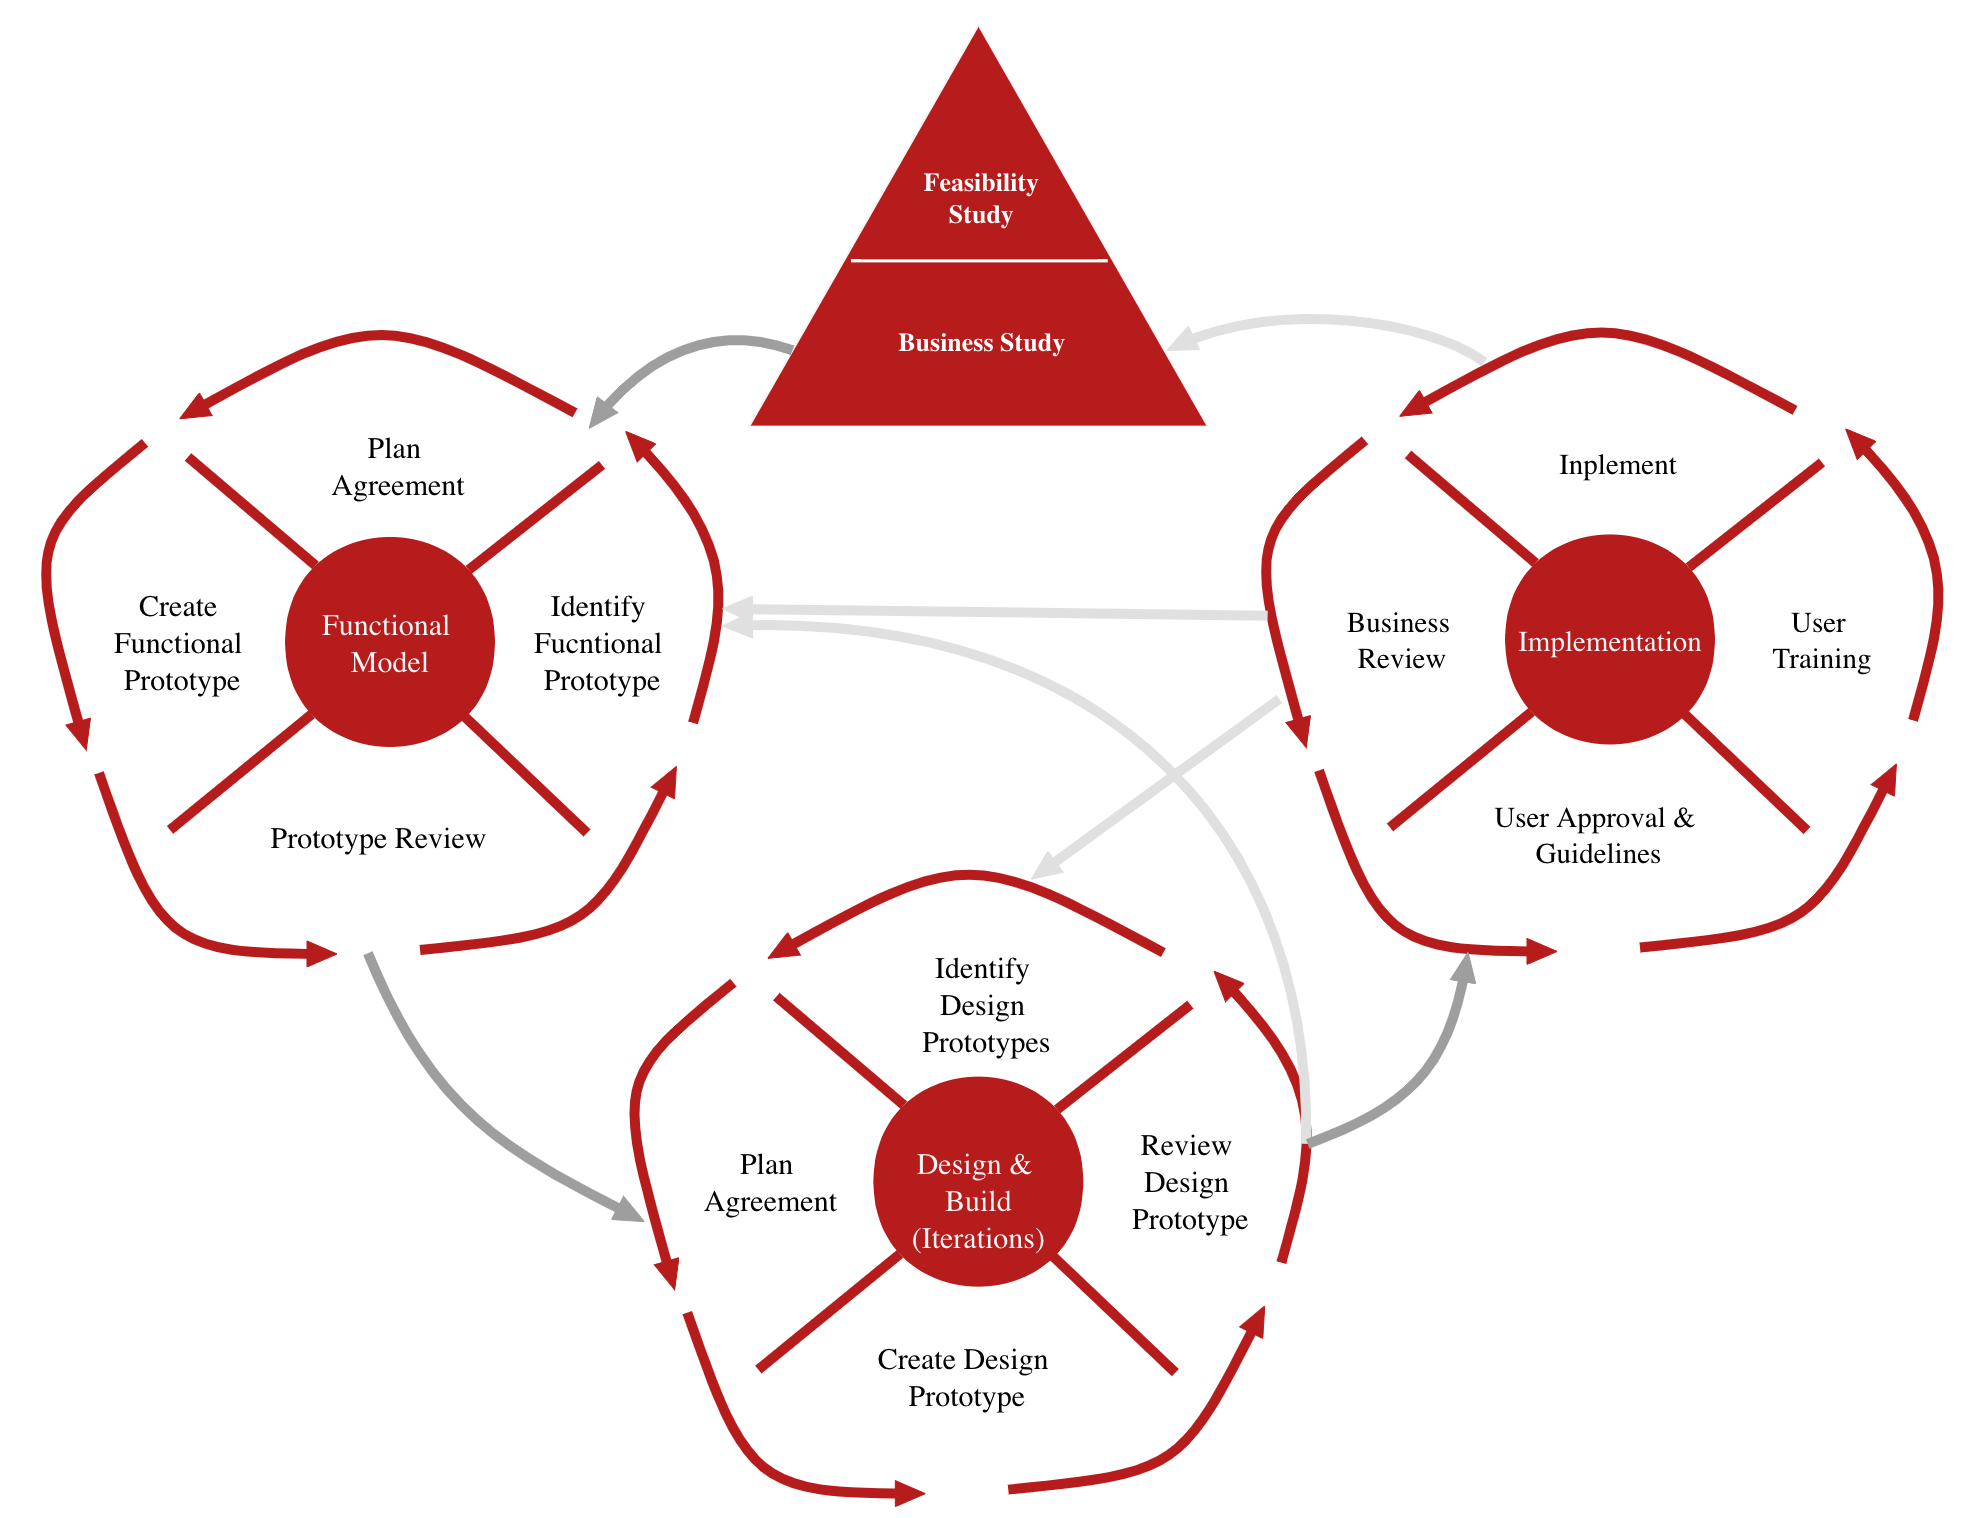 Feasibility
Study
Business Study
Plan
Agreement
Create
Functional
Prototype
Functional
Model
Identify
Fucntional
Prototype
Prototype Review
Inplement
Business
Review
Implementation
User
Training
User Approval &
Guidelines
Identify
Design
Prototypes
Plan
Agreement
Design &
Build
(Iterations)
Review
Design
Prototype
Create Design
Prototype